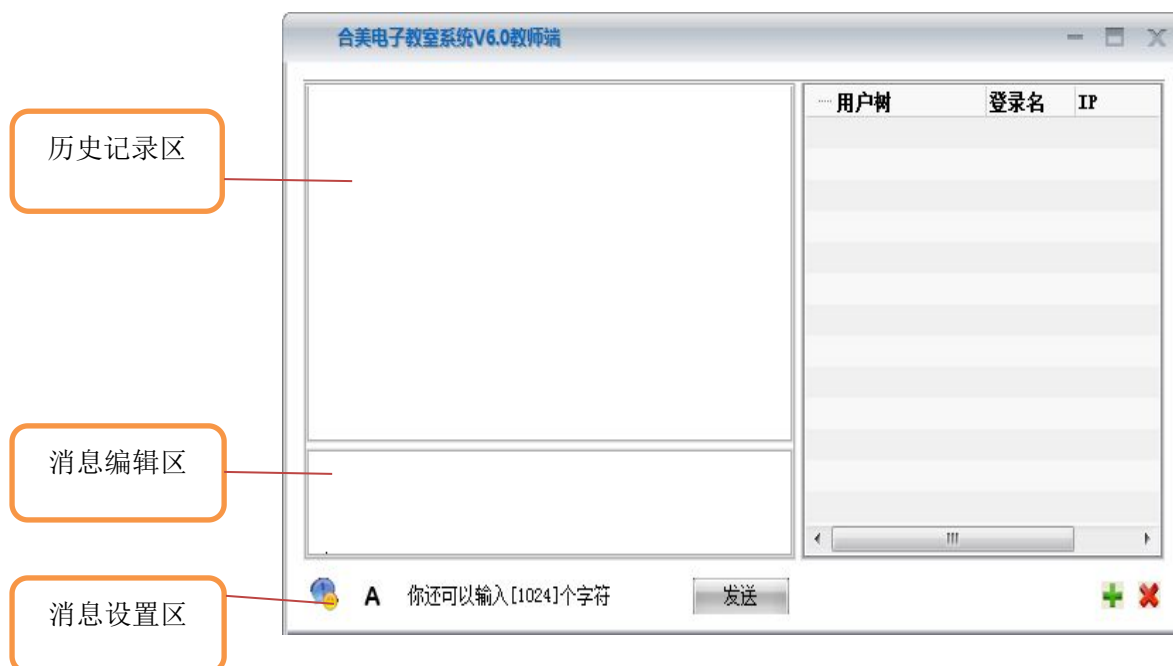 合美电子教室系统V6.0教师端
用户树 登录名 IP
历史记录区
消息编辑区
消息设置区
A 你还可以输入[1024]个字符 发送